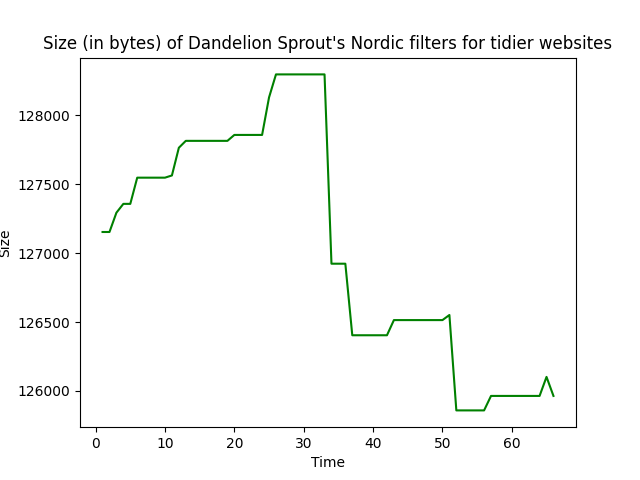 Size (in bytes) of Dandelion Sprout's Nordic filters for tidier websites
128000
127500
127000
126500
126000
Size
0 10 20 30 40 50 60
Time